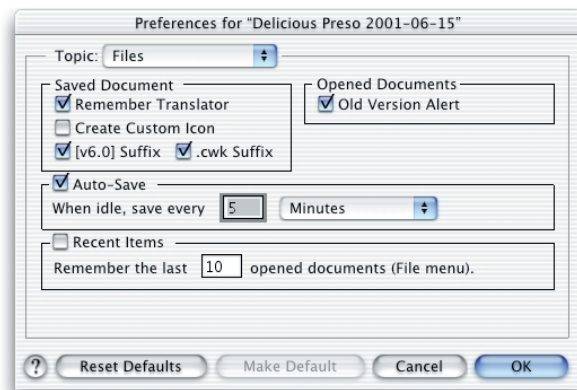 Preferences for “Delicious Preso 2001-06-15”
Topic: Files
Saved Document
Remember Translator
Create Custom Icon
[v6.0] Suffix .cwk Suffix
Opened Documents
Old Version Alert
Auto-Save
When idle, save every 5 Minutes
Recent Items
Remember the last 10 opened documents (File menu).
? Reset Defaults Make Default Cancel OK